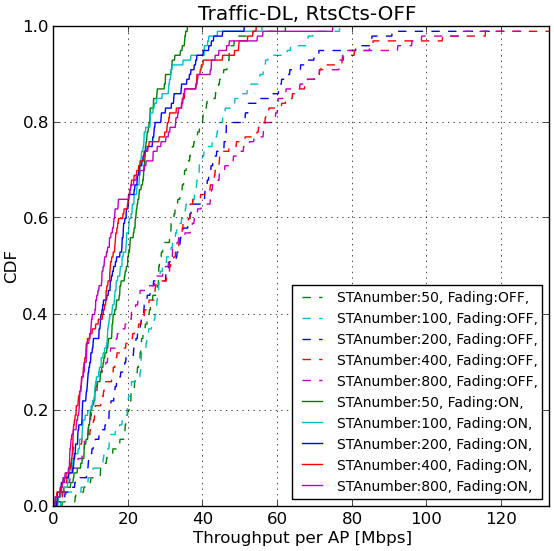 Traffic-DL, RtsCts-OFF
1.0
0.8
0.6
0.4
0.2
0.0
CDF
STAnumber:50, Fading:OFF,
STAnumber:100, Fading:OFF,
STAnumber:200, Fading:OFF,
STAnumber:400, Fading:OFF,
STAnumber:800, Fading:OFF,
STAnumber:50, Fading:ON,
STAnumber:100, Fading:ON,
STAnumber:200, Fading:ON,
STAnumber:400, Fading:ON,
STAnumber:800, Fading:ON,
0 20 40 60 80 100 120
Throughput per AP [Mbps]